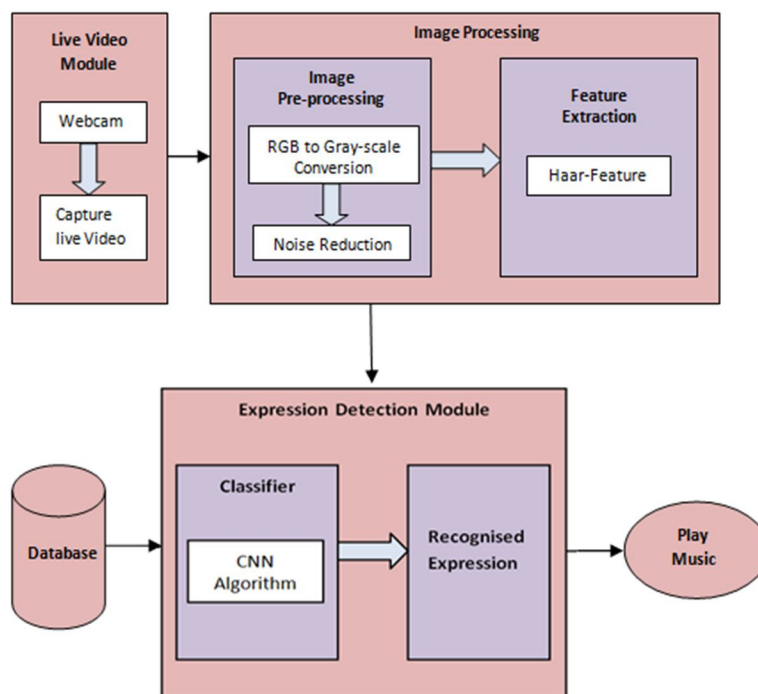 Live Video
Module
Webcam
Capture
live Video
Image Processing
Image
Pre-processing
RGB to Gray-scale
Conversion
Noise Reduction
Feature
Extraction
Haar-Feature
Expression Detection Module
Database
Classifier
CNN
Algorithm
Recognised
Expression
Play
Music